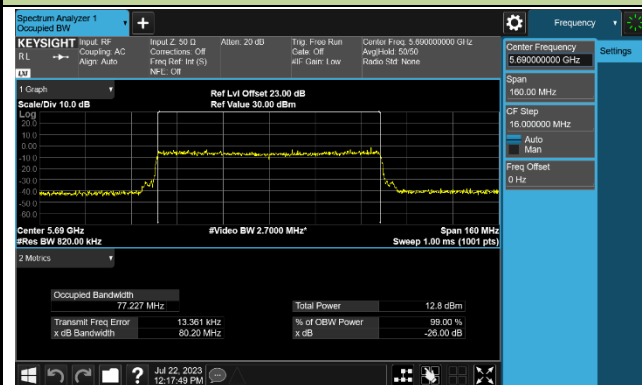 Spectrum Analyzer 1
Occupied BW
+
Frequency
KEYSIGHT
RL
LXI
Input: RF
Coupling: AC
Align: Auto
Input Z: 50 Ω
Corrections: Off
Freq Ref: Int (S)
NFE: Off
Atten: 20 dB
Trig: Free Run
Gate: Off
#IF Gain: Low
Center Freq: 5.690000000 GHz
Avg|Hold: 50/50
Radio Std: None
Center Frequency
5.690000000 GHz
Settings
Span
160.00 MHz
CF Step
16.000000 MHz
Auto
Man
Freq Offset
0 Hz
1 Graph
Scale/Div 10.0 dB
Ref Lvl Offset 23.00 dB
Ref Value 30.00 dBm
Log
20.0
10.0
0.00
-10.0
-20.0
-30.0
-40.0
-50.0
-60.0
Center 5.69 GHz
#Res BW 820.00 kHz
#Video BW 2.7000 MHz*
Span 160 MHz
Sweep 1.00 ms (1001 pts)
2 Metrics
Occupied Bandwidth
77.227 MHz
Total Power 12.8 dBm
Transmit Freq Error 13.361 kHz
% of OBW Power 99.00 %
x dB Bandwidth 80.20 MHz
x dB -26.00 dB
?
Jul 22, 2023
12:17:49 PM